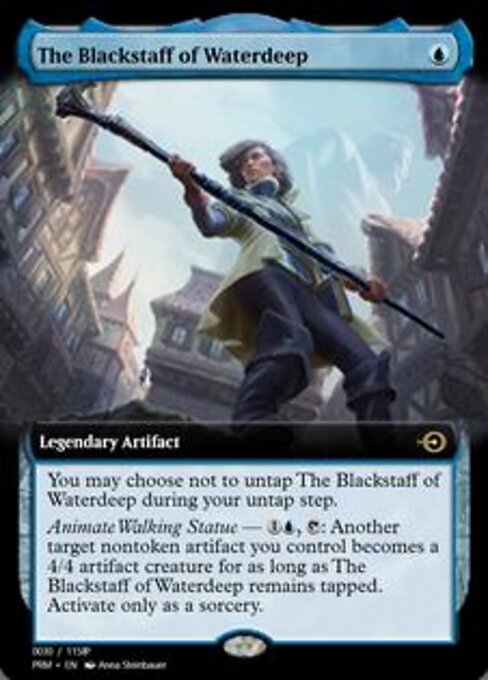 The Blackstaff of Waterdeep
Legendary Artifact
You may choose not to untap The Blackstaff of
Waterdeep during your untap step.
Animate Walking Statue — 1, : Another
target nontoken artifact you control becomes a
4/4 artifact creature for as long as The
Blackstaff of Waterdeep remains tapped.
Activate only as a sorcery.
PRM • EN Anna Steinbauer